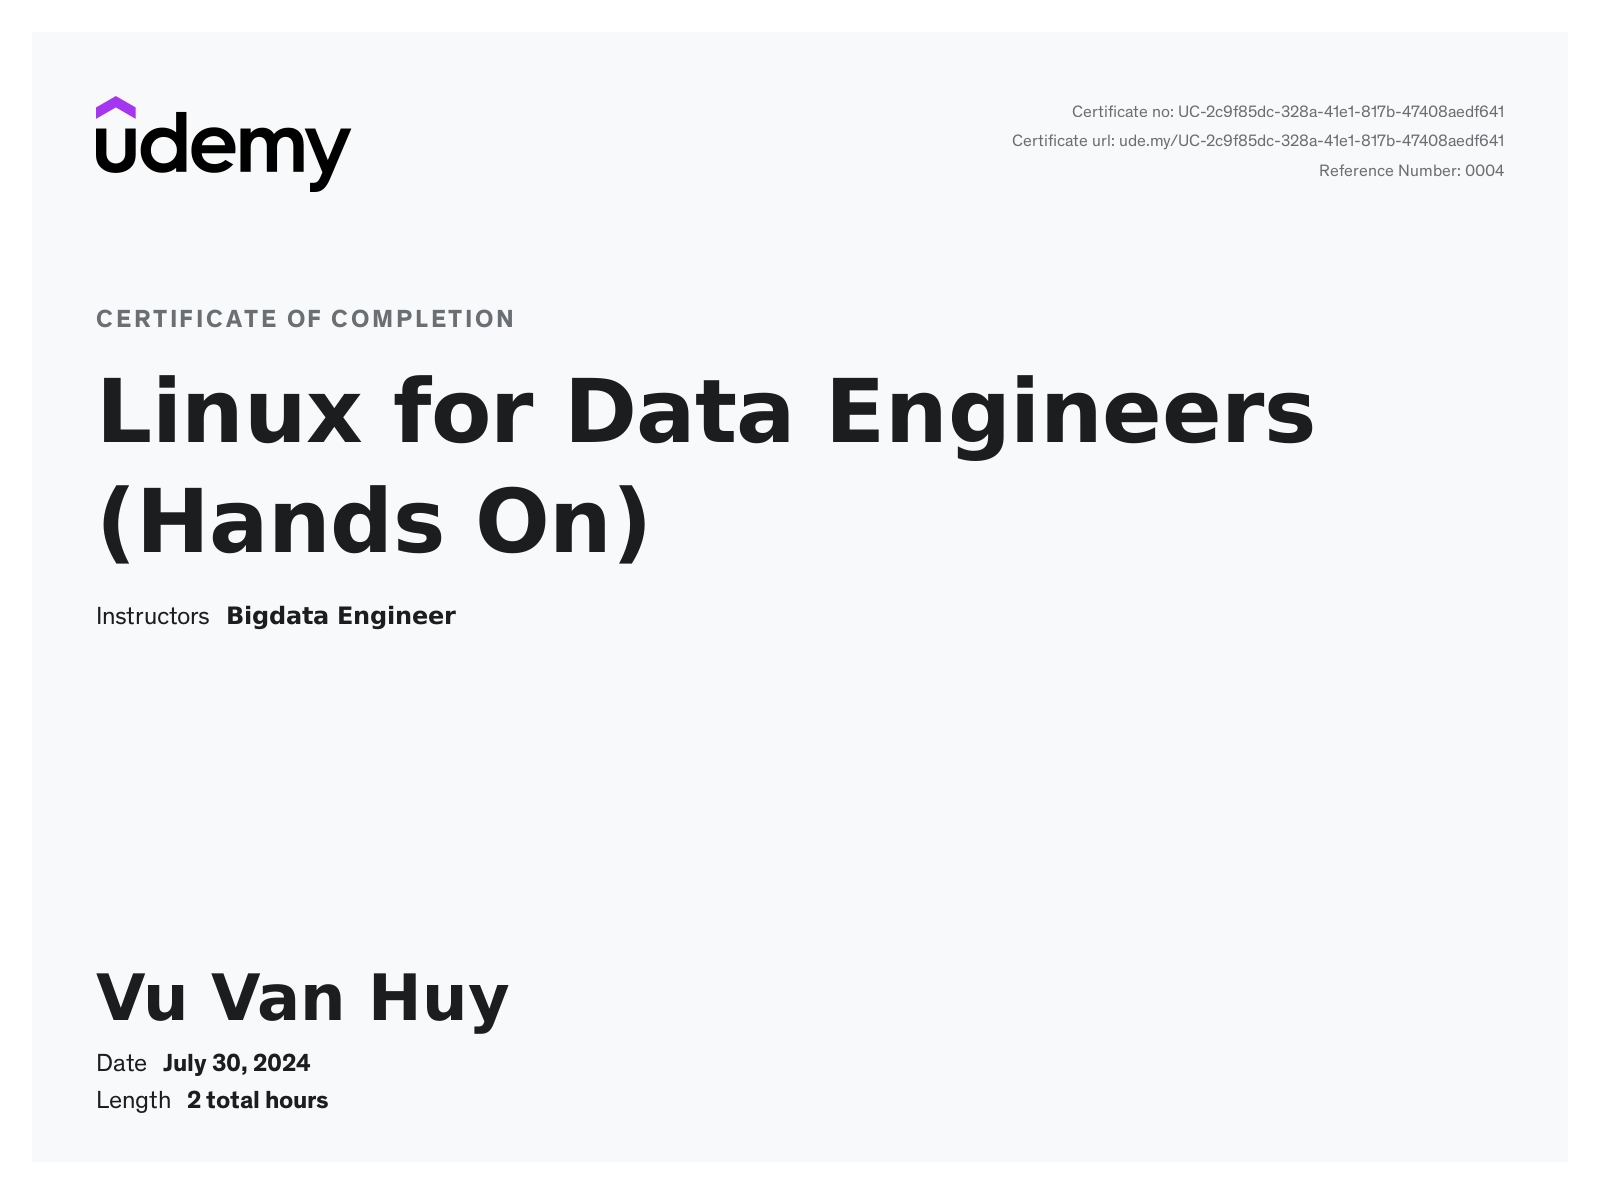 udemy
Certificate no: UC-2c9f85dc-328a-41e1-817b-47408aedf641
Certificate url: ude.my/UC-2c9f85dc-328a-41e1-817b-47408aedf641
Reference Number: 0004
CERTIFICATE OF COMPLETION
Linux for Data Engineers
(Hands On)
Instructors Bigdata Engineer
Vu Van Huy
Date July 30, 2024
Length 2 total hours